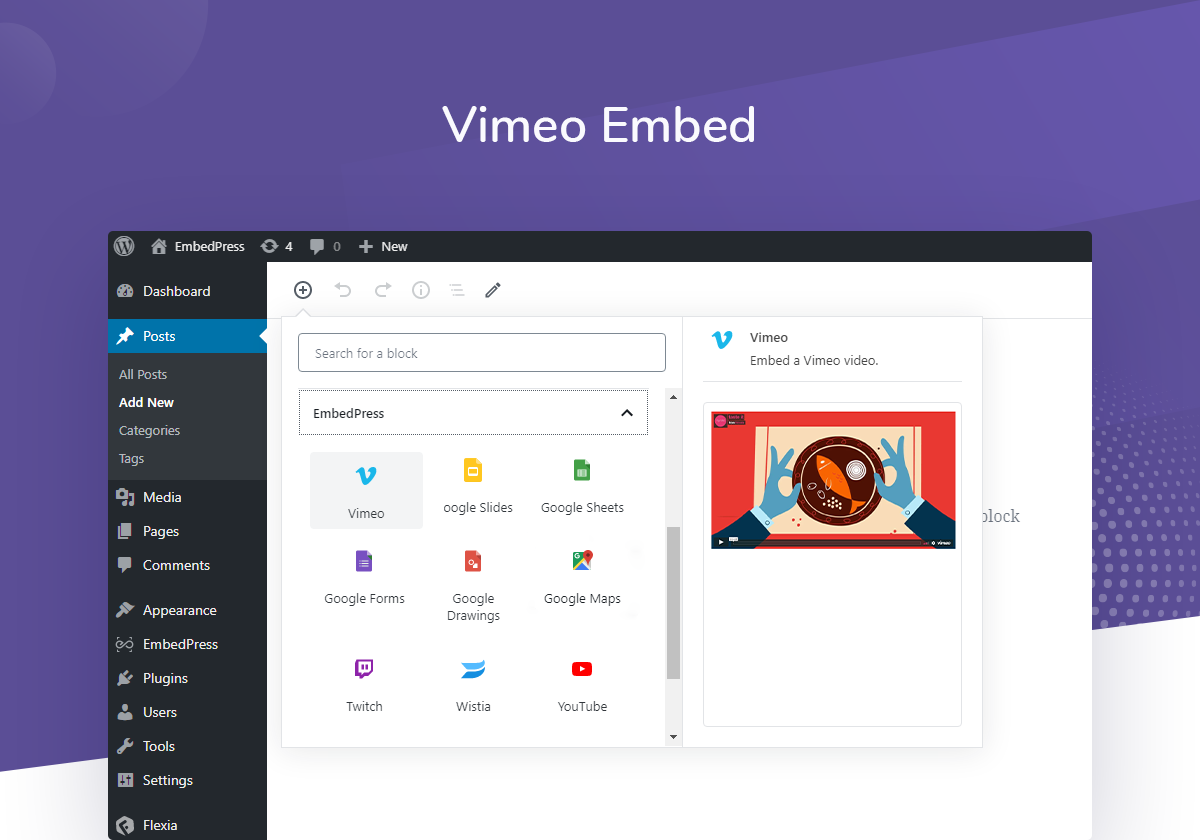 Vimeo Embed
EmbedPress 4 0 New
Dashboard
Posts
All Posts
Add New
Categories
Tags
Media
Pages
Comments
Appearance
EmbedPress
Plugins
Users
Tools
Settings
Flexia
Search for a block
EmbedPress
Vimeo
oogle Slides
Google Sheets
Google Forms
Google
Drawings
Google Maps
Twitch
Wistia
YouTube
Vimeo
Embed a Vimeo video.
vimeo
block